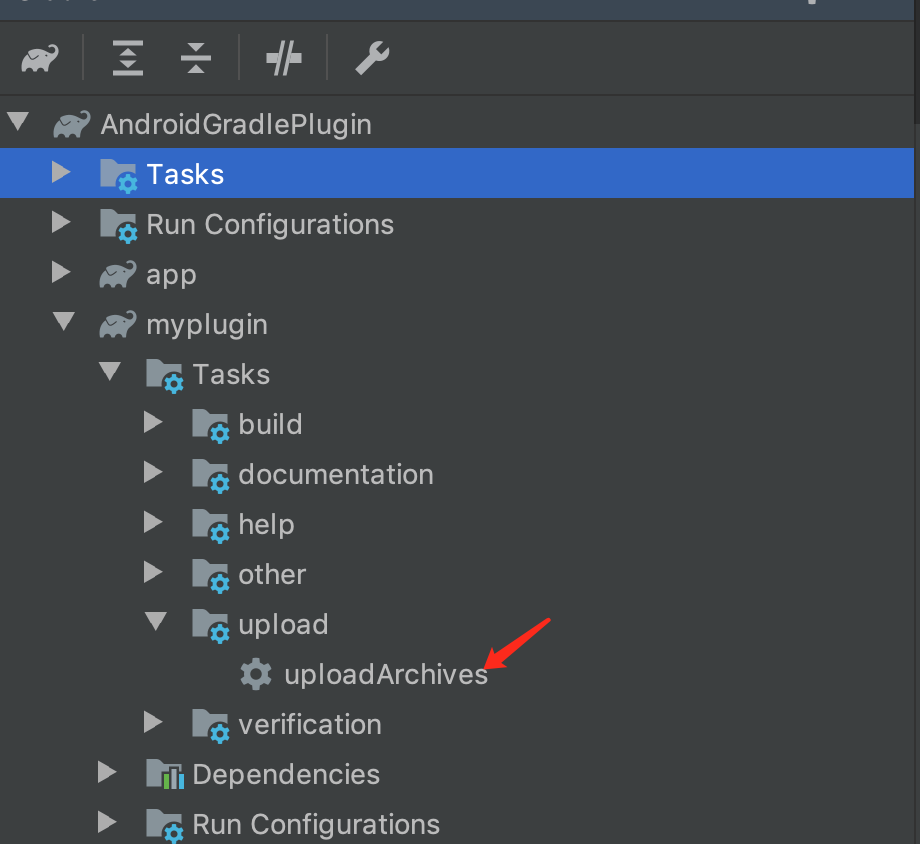 AndroidGradlePlugin
Tasks
Run Configurations
app
myplugin
Tasks
build
documentation
help
other
upload
uploadArchives
verification
Dependencies
Run Configurations